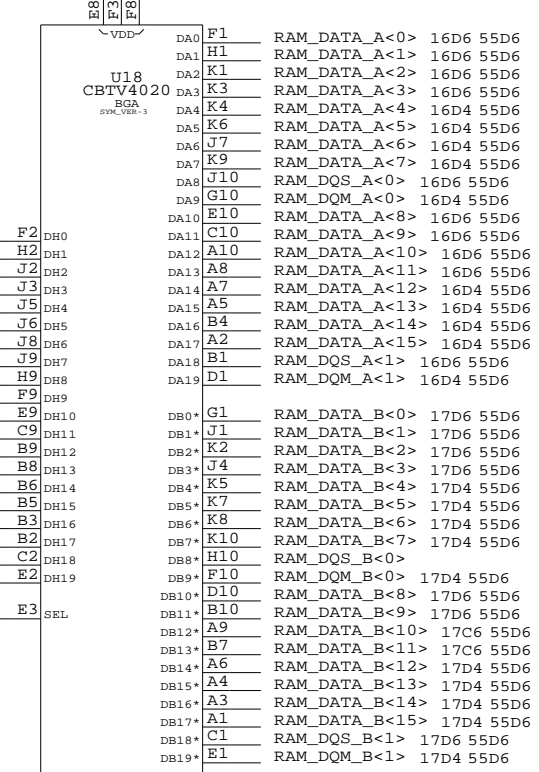 E8 F3 F8
VDD
U18
CBTV4020
BGA
SYM_VER-3
DA0 F1 RAM_DATA_A<0> 16D6 55D6
DA1 H1 RAM_DATA_A<1> 16D6 55D6
DA2 K1 RAM_DATA_A<2> 16D6 55D6
DA3 K3 RAM_DATA_A<3> 16D6 55D6
DA4 K4 RAM_DATA_A<4> 16D4 55D6
DA5 K6 RAM_DATA_A<5> 16D4 55D6
DA6 J7 RAM_DATA_A<6> 16D4 55D6
DA7 K9 RAM_DATA_A<7> 16D4 55D6
DA8 J10 RAM_DQS_A<0> 16D6 55D6
DA9 G10 RAM_DQM_A<0> 16D4 55D6
DA10 E10 RAM_DATA_A<8> 16D6 55D6
F2 DH0 DA11 C10 RAM_DATA_A<9> 16D6 55D6
H2 DH1 DA12 A10 RAM_DATA_A<10> 16D6 55D6
J2 DH2 DA13 A8 RAM_DATA_A<11> 16D6 55D6
J3 DH3 DA14 A7 RAM_DATA_A<12> 16D4 55D6
J5 DH4 DA15 A5 RAM_DATA_A<13> 16D4 55D6
J6 DH5 DA16 B4 RAM_DATA_A<14> 16D4 55D6
J8 DH6 DA17 A2 RAM_DATA_A<15> 16D4 55D6
J9 DH7 DA18 B1 RAM_DQS_A<1> 16D6 55D6
H9 DH8 DA19 D1 RAM_DQM_A<1> 16D4 55D6
F9 DH9
E9 DH10 DB0* G1 RAM_DATA_B<0> 17D6 55D6
C9 DH11 DB1* J1 RAM_DATA_B<1> 17D6 55D6
B9 DH12 DB2* K2 RAM_DATA_B<2> 17D6 55D6
B8 DH13 DB3* J4 RAM_DATA_B<3> 17D6 55D6
B6 DH14 DB4* K5 RAM_DATA_B<4> 17D4 55D6
B5 DH15 DB5* K7 RAM_DATA_B<5> 17D4 55D6
B3 DH16 DB6* K8 RAM_DATA_B<6> 17D4 55D6
B2 DH17 DB7* K10 RAM_DATA_B<7> 17D4 55D6
C2 DH18 DB8* H10 RAM_DQS_B<0>
E2 DH19 DB9* F10 RAM_DQM_B<0> 17D4 55D6
DB10* D10 RAM_DATA_B<8> 17D6 55D6
E3 SEL DB11* B10 RAM_DATA_B<9> 17D6 55D6
DB12* A9 RAM_DATA_B<10> 17C6 55D6
DB13* B7 RAM_DATA_B<11> 17C6 55D6
DB14* A6 RAM_DATA_B<12> 17D4 55D6
DB15* A4 RAM_DATA_B<13> 17D4 55D6
DB16* A3 RAM_DATA_B<14> 17D4 55D6
DB17* A1 RAM_DATA_B<15> 17D4 55D6
DB18* C1 RAM_DQS_B<1> 17D6 55D6
DB19* E1 RAM_DQM_B<1> 17D4 55D6